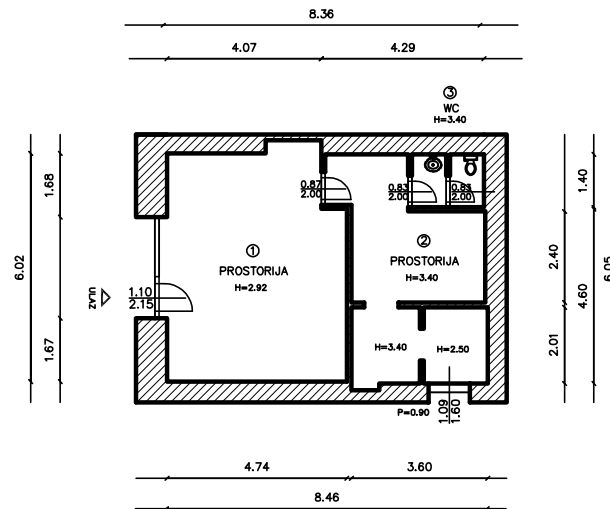 8.36
4.07
4.29
3
WC
H=3.40
1.68
6.02
1.67
0.87
2.00
0.83
2.00
0.83
2.00
1.40
2.40
4.60
6.05
2.01
1
PROSTORIJA
H=2.92
2
PROSTORIJA
H=3.40
ULAZ
1.10
2.15
H=3.40
H=2.50
P=0.90
1.09
1.60
4.74
3.60
8.46